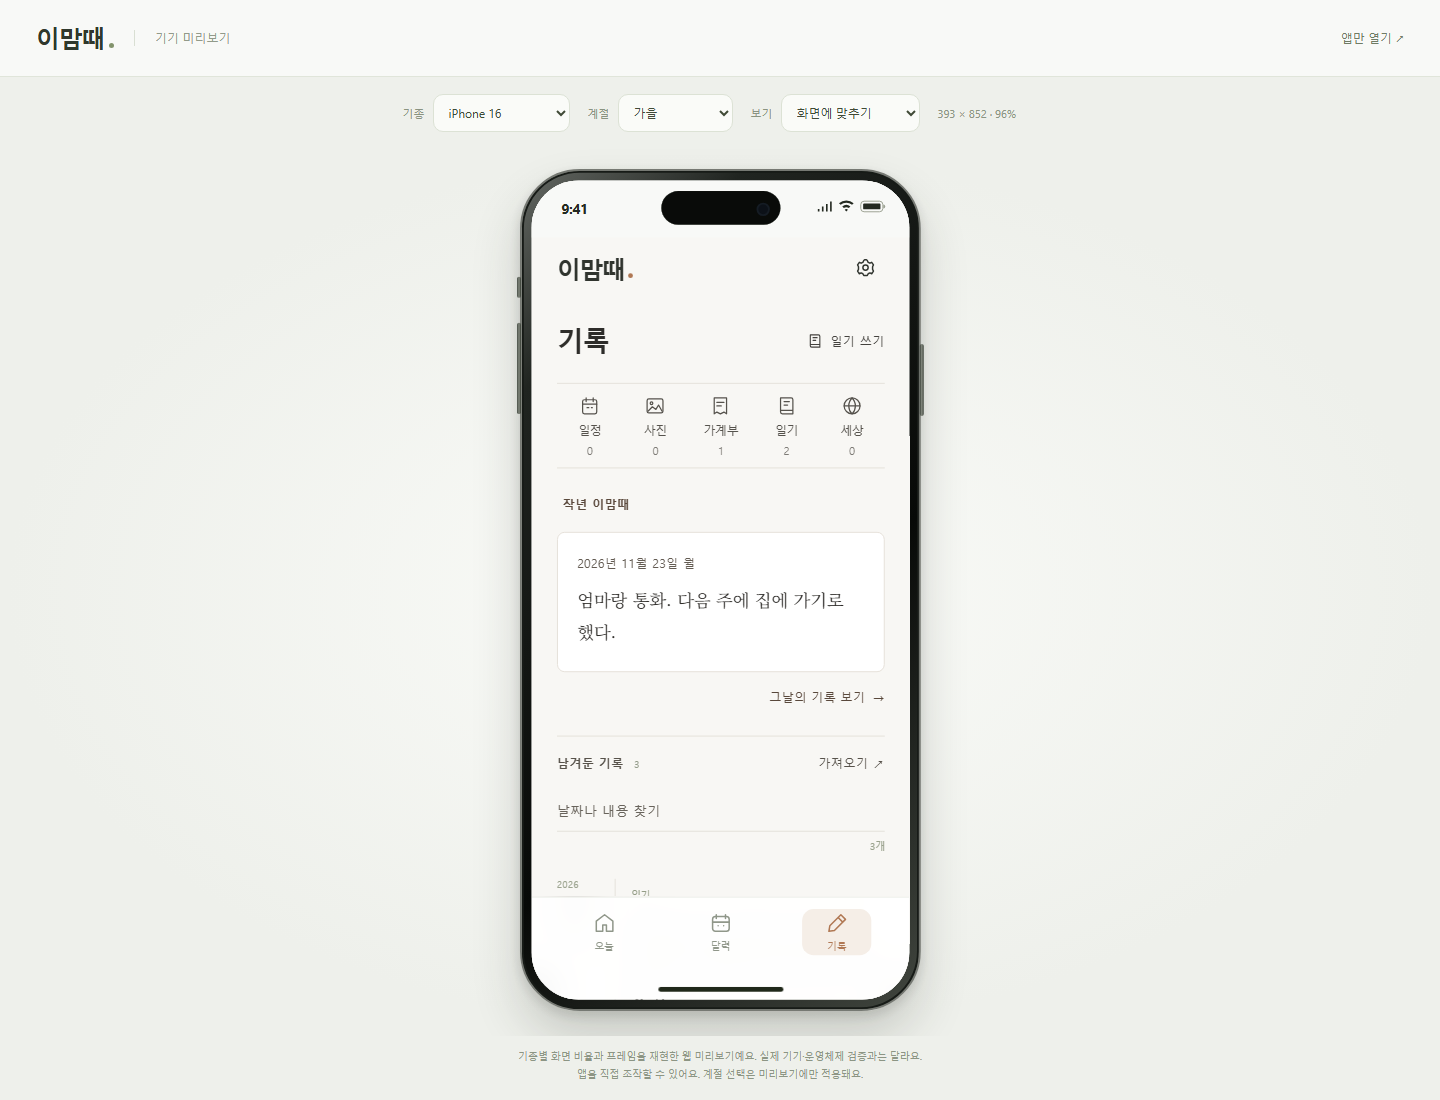 이맘때.
기기 미리보기
앱만 열기 ↗
기종 iPhone 16 계절 가을 보기 화면에 맞추기 393 × 852 · 96%
9:41
이맘때.
기록
일기 쓰기
일정 사진 가계부 일기 세상
0 0 1 2 0
작년 이맘때
2026년 11월 23일 월
엄마랑 통화. 다음 주에 집에 가기로
했다.
그날의 기록 보기 →
남겨둔 기록 3
가져오기 ↗
날짜나 내용 찾기
3개
2026
일기
오늘 달력 기록
기종별 화면 비율과 프레임을 재현한 웹 미리보기예요. 실제 기기·운영체제 검증과는 달라요.
앱을 직접 조작할 수 있어요. 계절 선택은 미리보기에만 적용돼요.